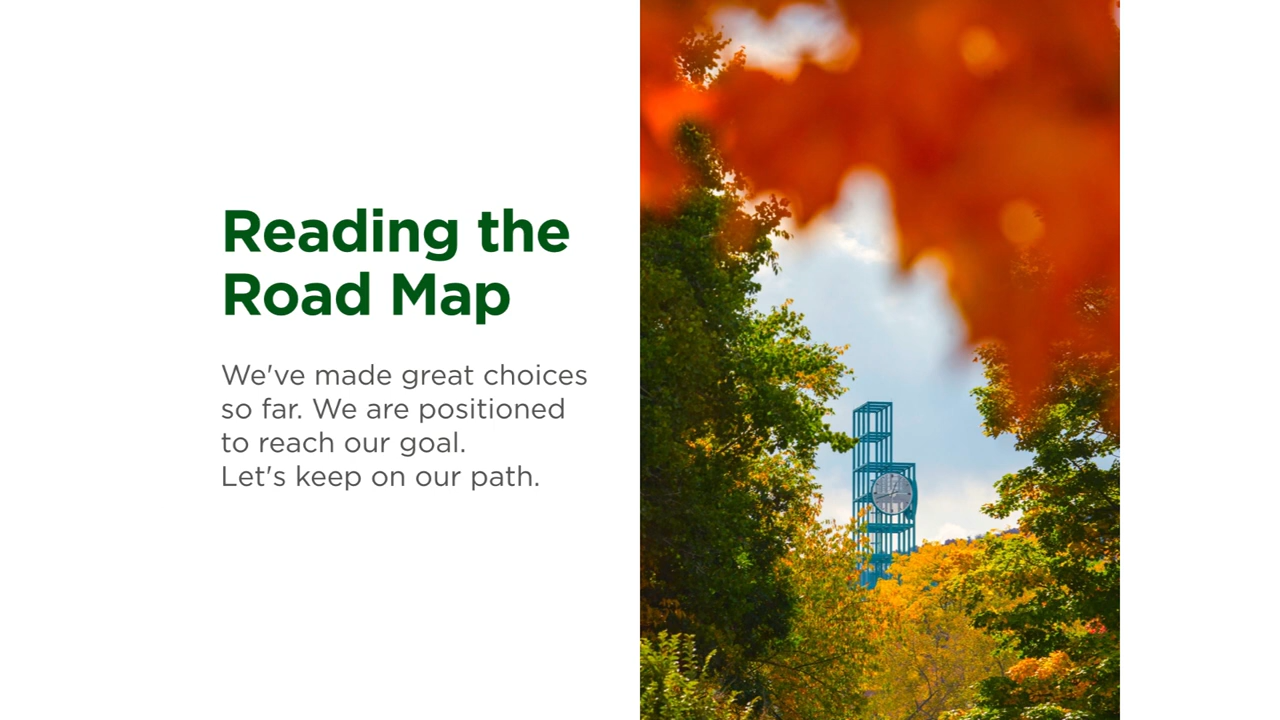 Reading the
Road Map
We've made great choices
so far. We are positioned
to reach our goal.
Let's keep on our path.